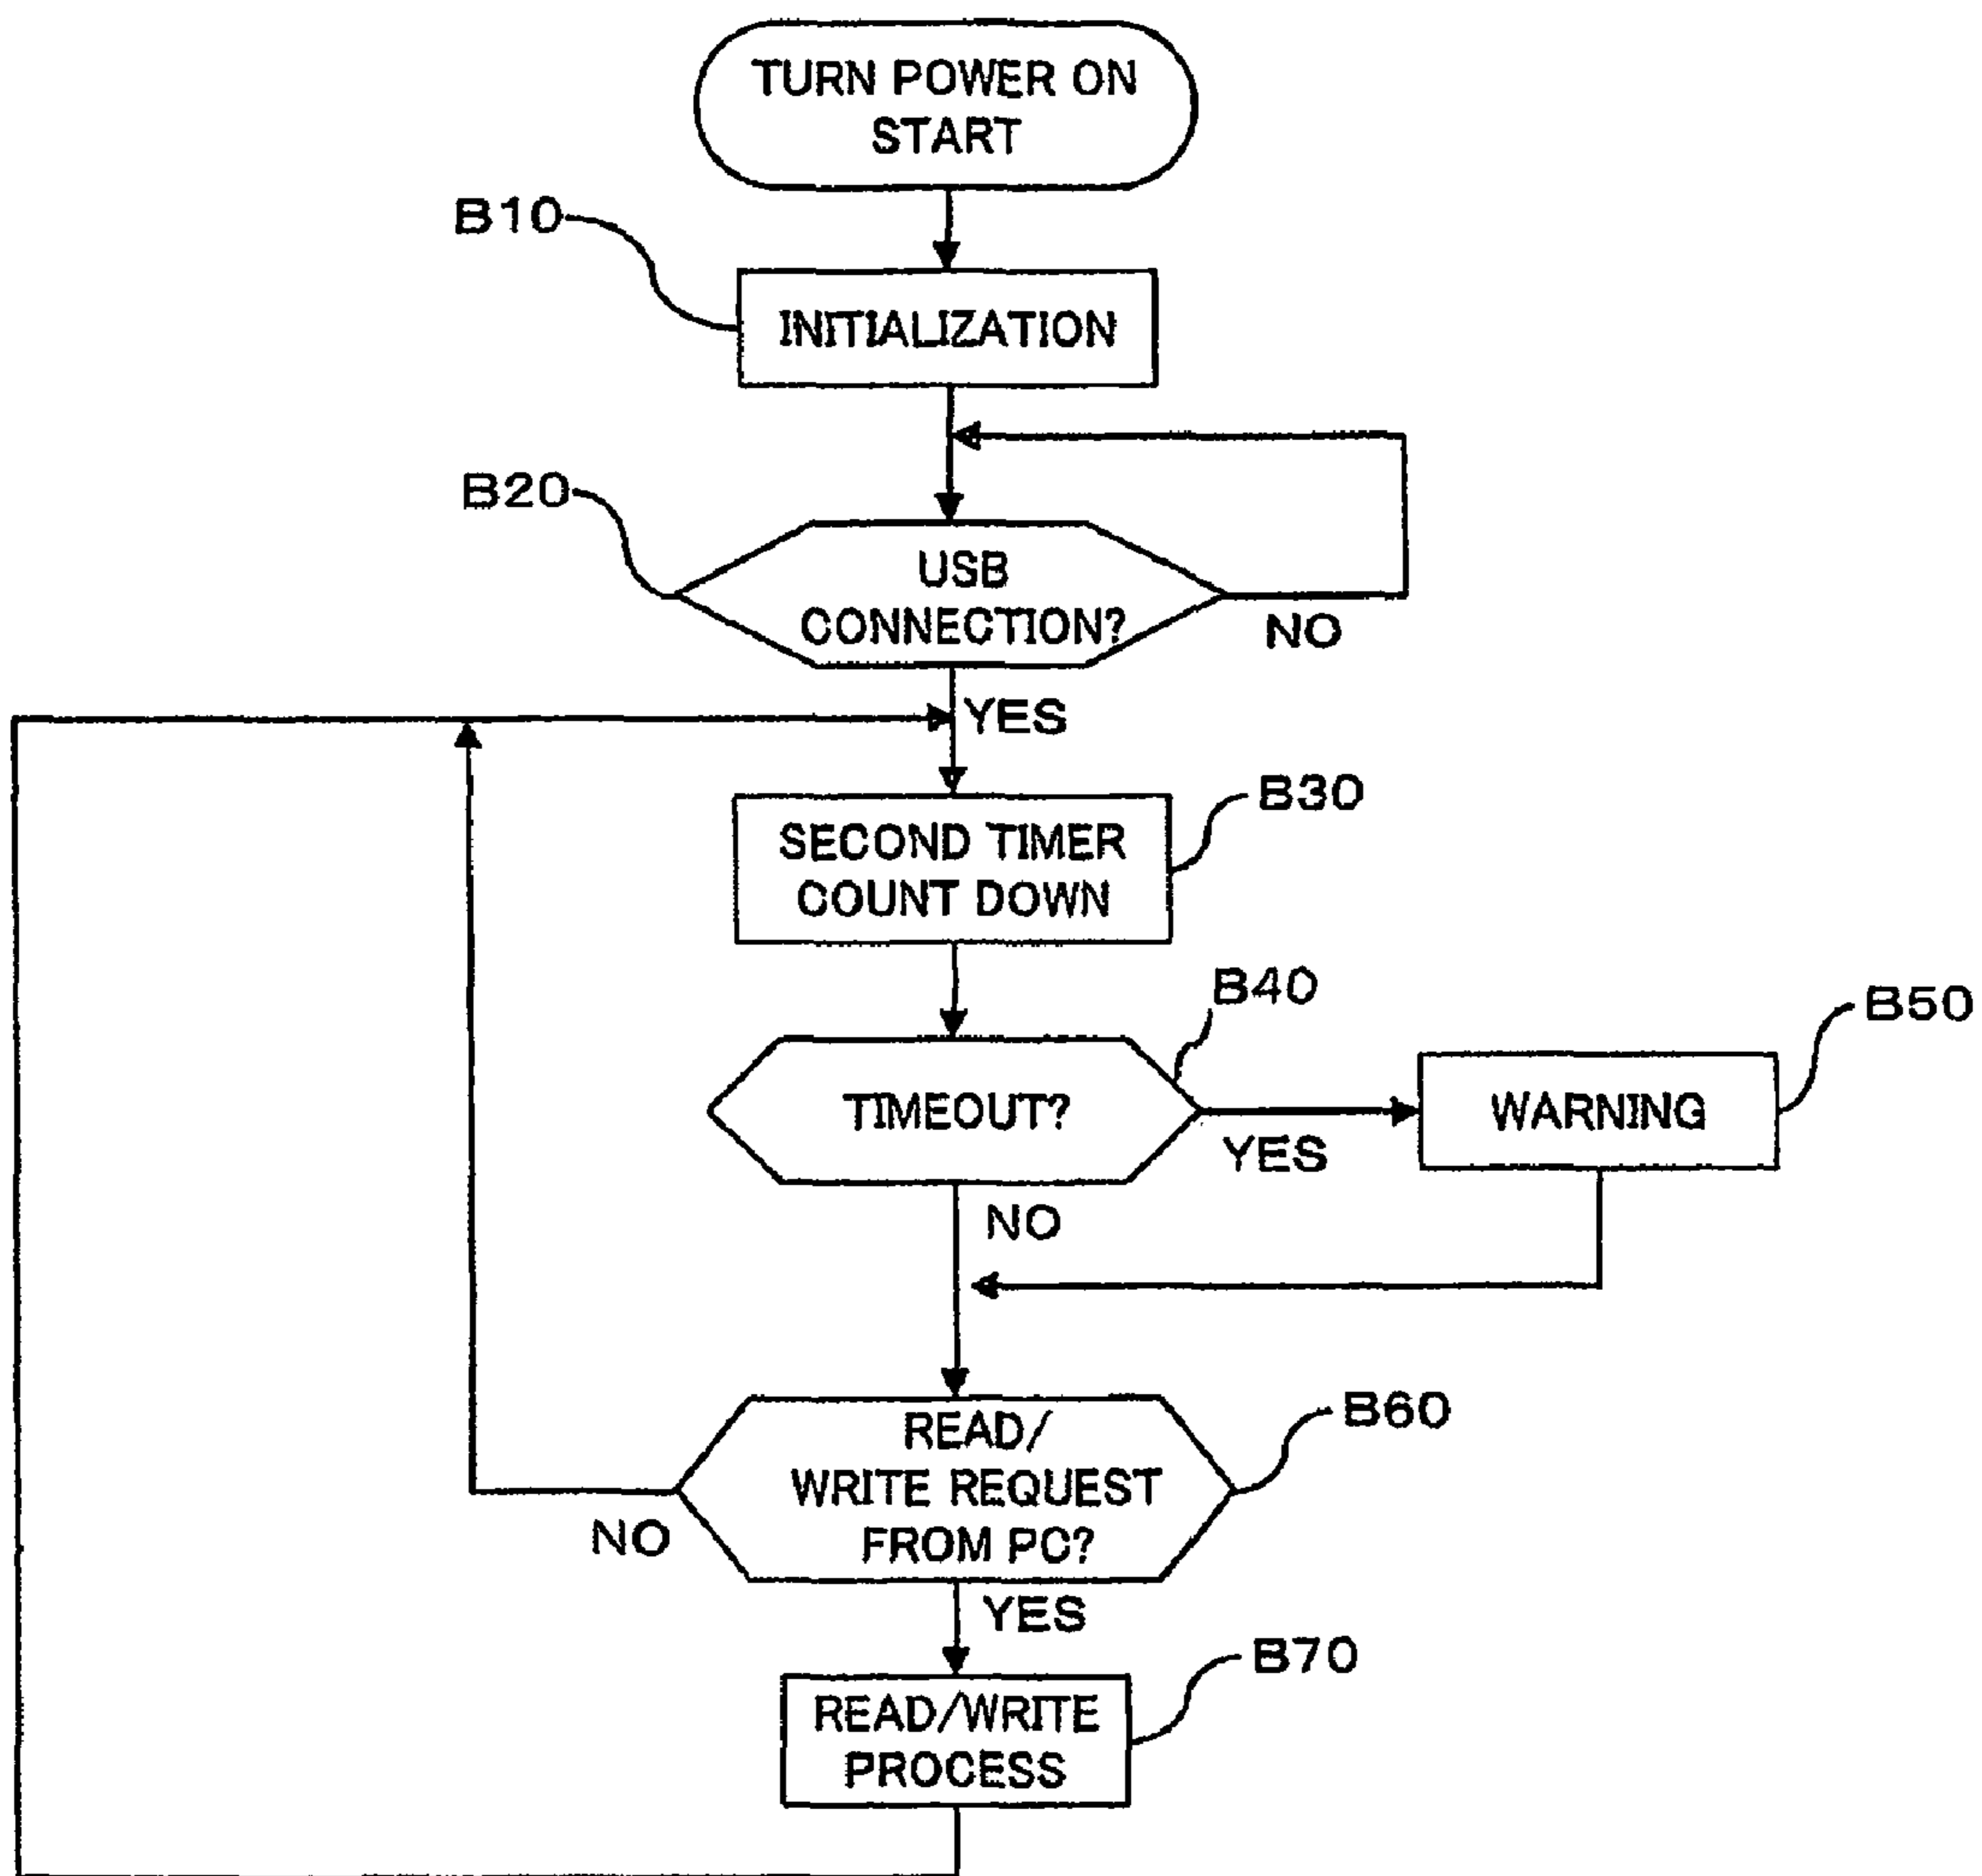 TURN POWER ON
START
B10
INITIALIZATION
B20
USB
CONNECTION?
NO
YES
B30
SECOND TIMER
COUNT DOWN
B40
B50
TIMEOUT?
WARNING
YES
NO
B60
READ/
WRITE REQUEST
FROM PC?
NO
YES
B70
READ/WRITE
PROCESS